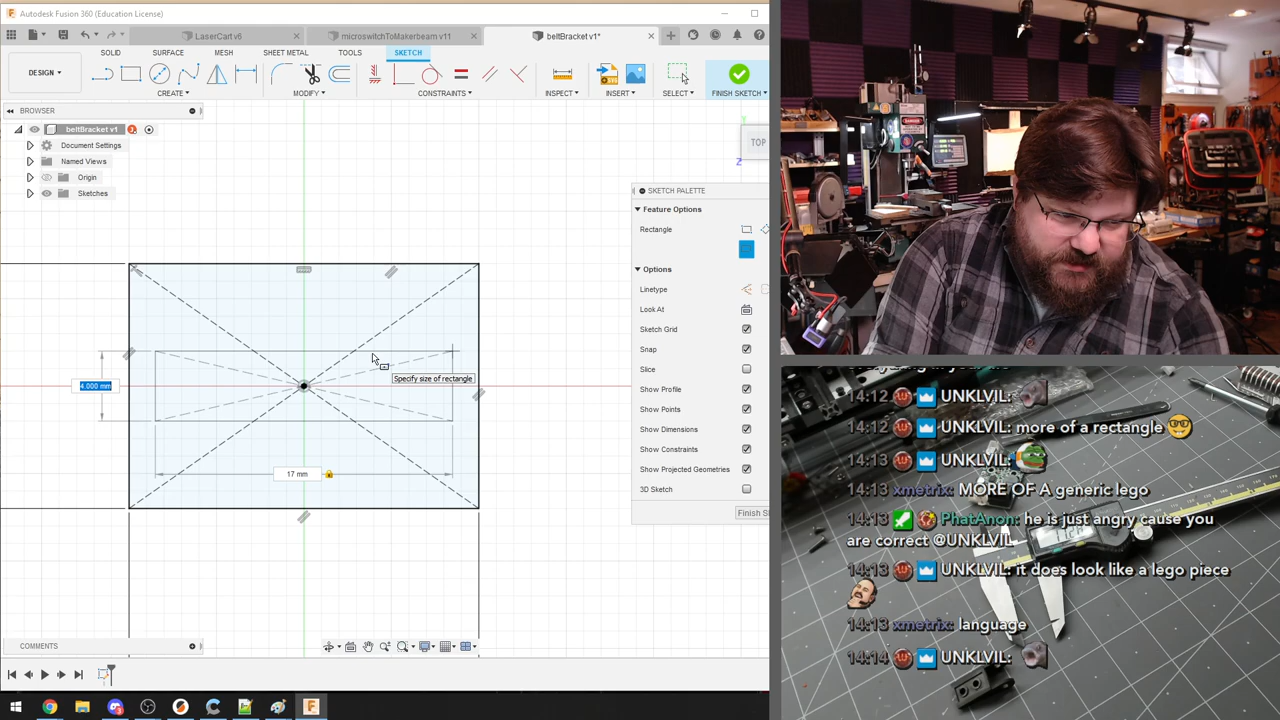 Autodesk Fusion 360 (Education License)
LaserCart v6
microswitchToMakerbeam v11
beltBracket v1*
DESIGN
SOLID
SURFACE
MESH
SHEET METAL
TOOLS
SKETCH
CREATE
MODIFY
CONSTRAINTS
INSPECT
INSERT
SELECT
FINISH SKETCH
BROWSER
beltBracket v1
Document Settings
Named Views
Origin
Sketches
TOP
Z
SKETCH PALETTE
Feature Options
Rectangle
Options
Linetype
Look At
Sketch Grid
Snap
Slice
Show Profile
Show Points
Show Dimensions
Show Constraints
Show Projected Geometries
3D Sketch
Finish S
4.000 mm
Specify size of rectangle
17 mm
COMMENTS
14:12 UNKLVIL:
14:12 UNKLVIL: more of a rectangle
14:13 UNKLVIL:
14:13 xmetrix: MORE OF A generic lego
14:13 PhatAnon: he is just angry cause you
are correct @UNKLVIL
14:13 UNKLVIL: it does look like a lego piece
14:13 xmetrix: language
14:14 UNKLVIL: